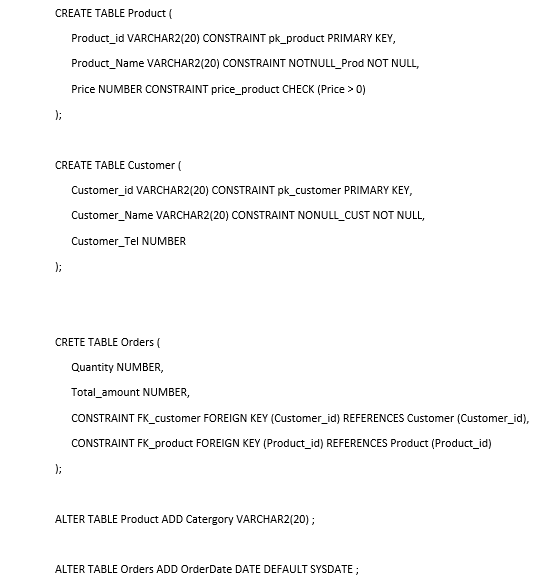 CREATE TABLE Product (
Product_id VARCHAR2(20) CONSTRAINT pk_product PRIMARY KEY,
Product_Name VARCHAR2(20) CONSTRAINT NOTNULL_Prod NOT NULL,
Price NUMBER CONSTRAINT price_product CHECK (Price > 0)
);
CREATE TABLE Customer (
Customer_id VARCHAR2(20) CONSTRAINT pk_customer PRIMARY KEY,
Customer_Name VARCHAR2(20) CONSTRAINT NONULL_CUST NOT NULL,
Customer_Tel NUMBER
);
CRETE TABLE Orders (
Quantity NUMBER,
Total_amount NUMBER,
CONSTRAINT FK_customer FOREIGN KEY (Customer_id) REFERENCES Customer (Customer_id),
CONSTRAINT FK_product FOREIGN KEY (Product_id) REFERENCES Product (Product_id)
);
ALTER TABLE Product ADD Catergory VARCHAR2(20) ;
ALTER TABLE Orders ADD OrderDate DATE DEFAULT SYSDATE ;